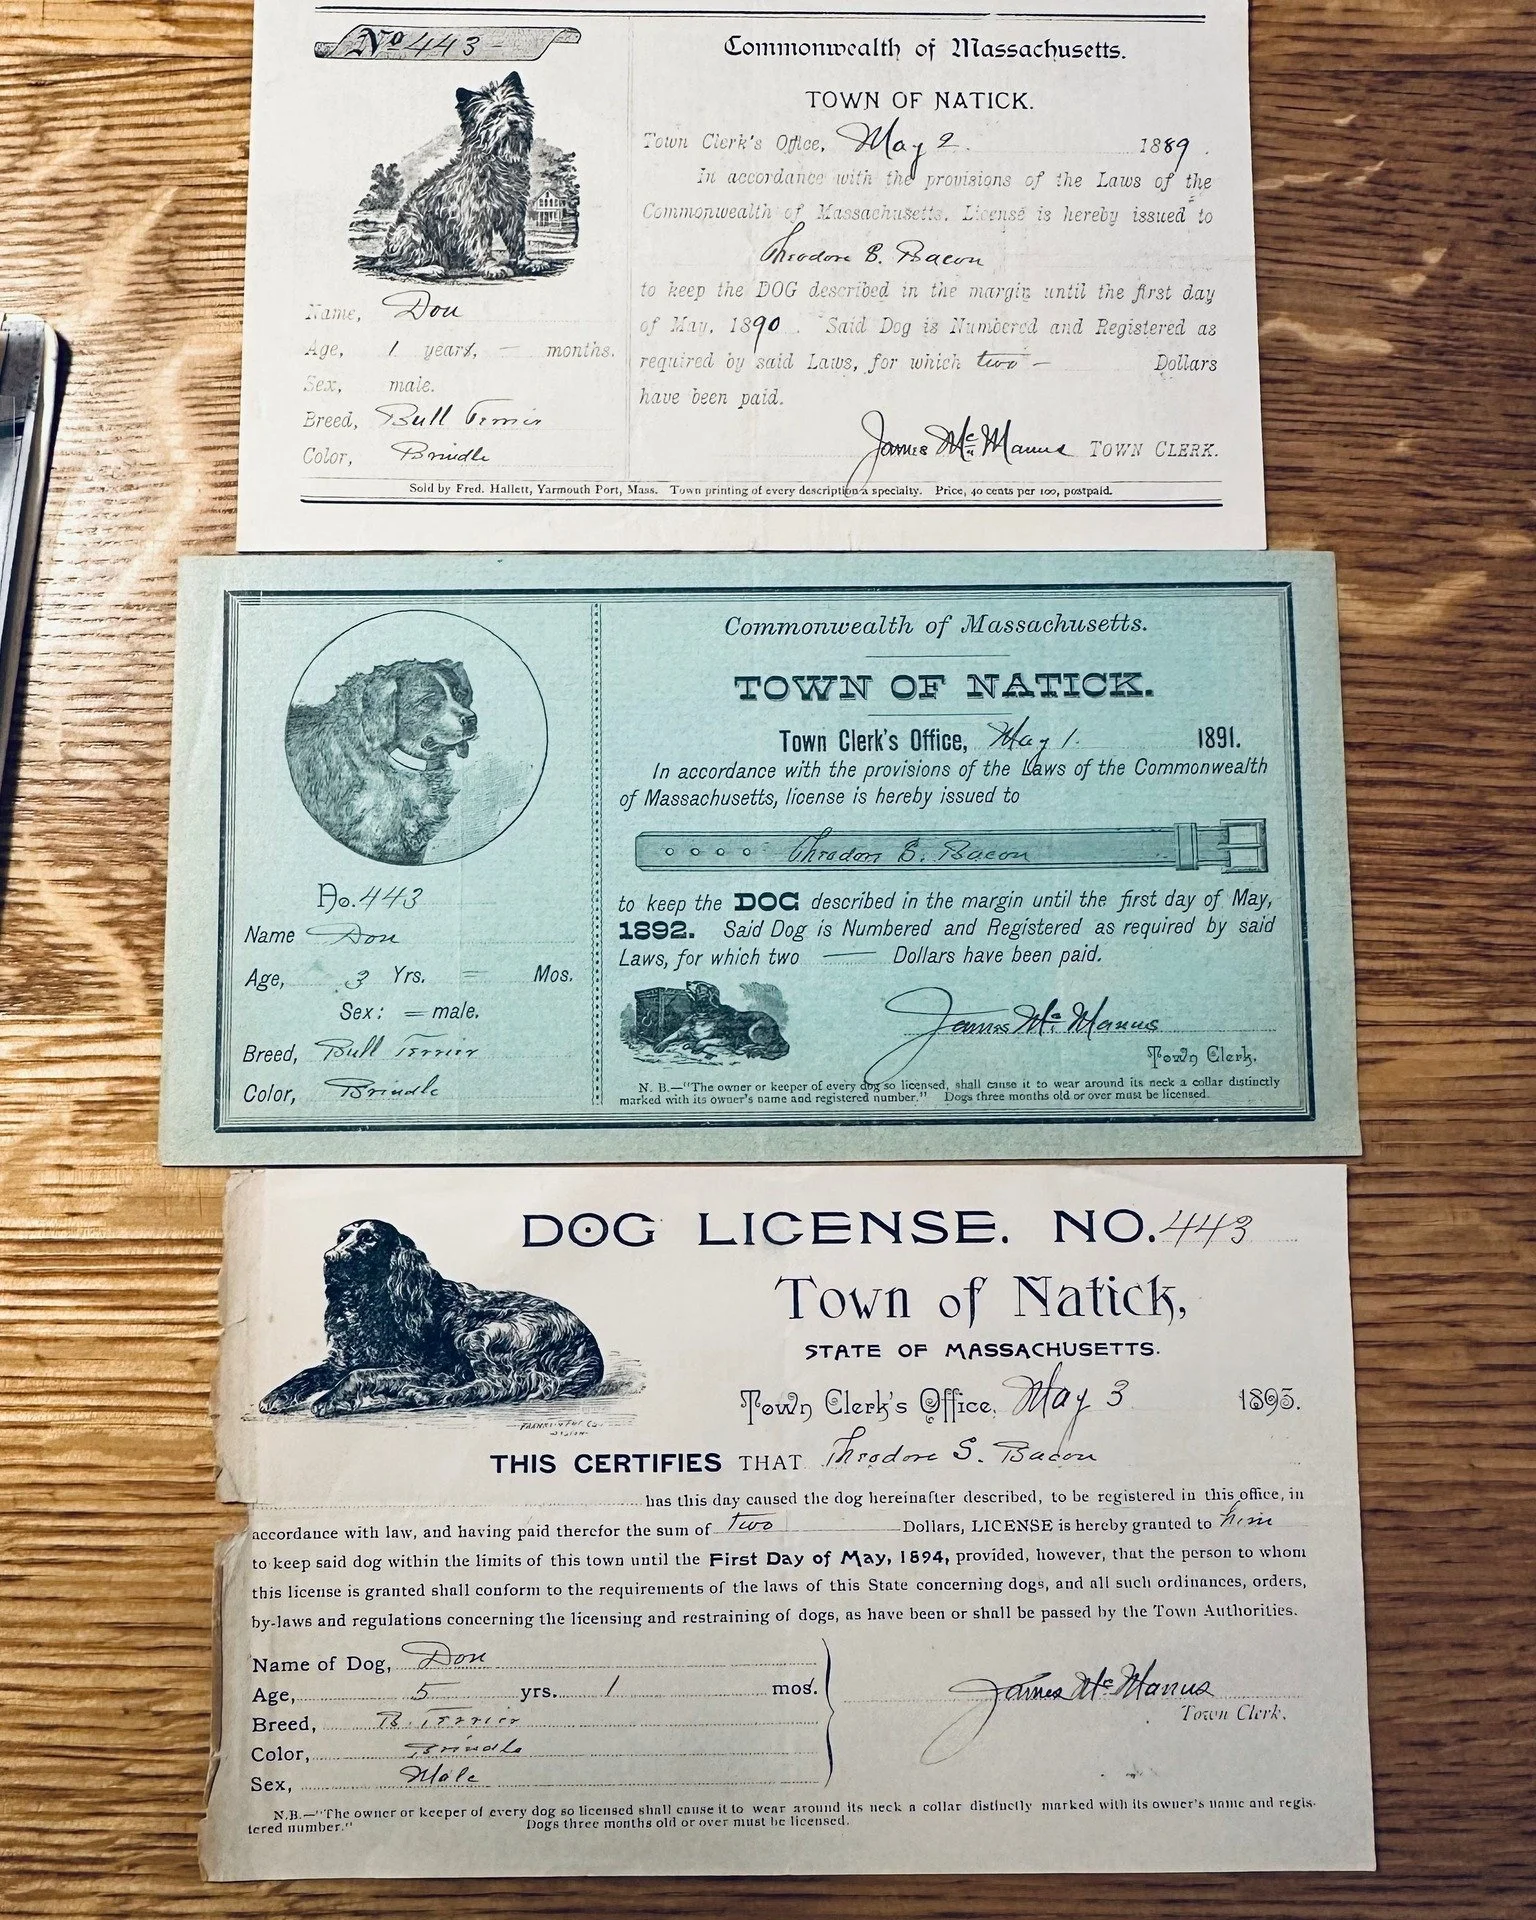 No 443 -
Commonwealth of Massachusetts.
TOWN OF NATICK.
Town Clerk's Office, May 2. 1889.
In accordance with the provisions of the Laws of the
Commonwealth of Massachusetts. License is hereby issued to
Theodore S. Bacon
to keep the DOG described in the margin until the first day
of May, 1890. Said Dog is Numbered and Registered as
required by said Laws, for which two — Dollars
have been paid.
James McManus TOWN CLERK.
Name, Don
Age, 1 years, — months.
Sex, male.
Breed, Bull Terrier
Color, Brindle
Sold by Fred. Hallett, Yarmouth Port, Mass. Town printing of every description a specialty. Price, 40 cents per 100, postpaid.
Commonwealth of Massachusetts.
TOWN OF NATICK.
Town Clerk's Office, May 1. 1891.
In accordance with the provisions of the Laws of the Commonwealth
of Massachusetts, license is hereby issued to
Theodore S. Bacon
to keep the DOG described in the margin until the first day of May,
1892. Said Dog is Numbered and Registered as required by said
Laws, for which two — Dollars have been paid.
James McManus
Town Clerk.
N. B.—"The owner or keeper of every dog so licensed, shall cause it to wear around its neck a collar distinctly
marked with its owner's name and registered number." Dogs three months old or over must be licensed.
No. 443
Name Don
Age, 3 Yrs. = Mos.
Sex: = male.
Breed, Bull Terrier
Color, Brindle
DOG LICENSE. NO. 443
Town of Natick,
STATE OF MASSACHUSETTS.
Town Clerk's Office, May 3 1893.
THIS CERTIFIES THAT Theodore S. Bacon
has this day caused the dog hereinafter described, to be registered in this office, in
accordance with law, and having paid therefor the sum of two Dollars, LICENSE is hereby granted to him
to keep said dog within the limits of this town until the First Day of May, 1894, provided, however, that the person to whom
this license is granted shall conform to the requirements of the laws of this State concerning dogs, and all such ordinances, orders,
by-laws and regulations concerning the licensing and restraining of dogs, as have been or shall be passed by the Town Authorities.
Name of Dog, Don
Age, 5 yrs. 1 mos.
Breed, B. Terrier
Color, Brindle
Sex, Male
James McManus
Town Clerk.
N.B.—"The owner or keeper of every dog so licensed shall cause it to wear around its neck a collar distinctly marked with its owner's name and regis-
tered number." Dogs three months old or over must be licensed.